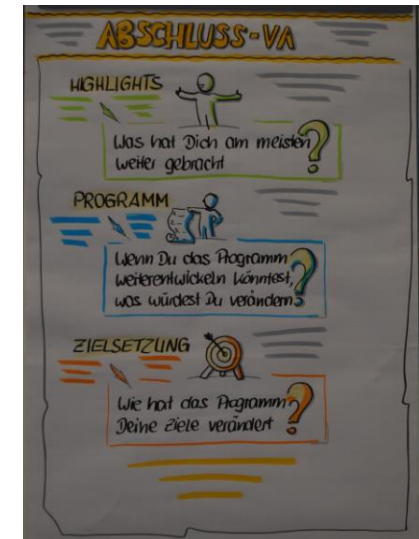 ABSCHLUSS-VA
HIGHLIGHTS
Was hat Dich am meisten
weiter gebracht
?
PROGRAMM
Wenn Du das Programm
weiterentwickeln könntest,
was würdest Du verändern
?
ZIELSETZUNG
Wie hat das Programm
Deine Ziele verändert
?